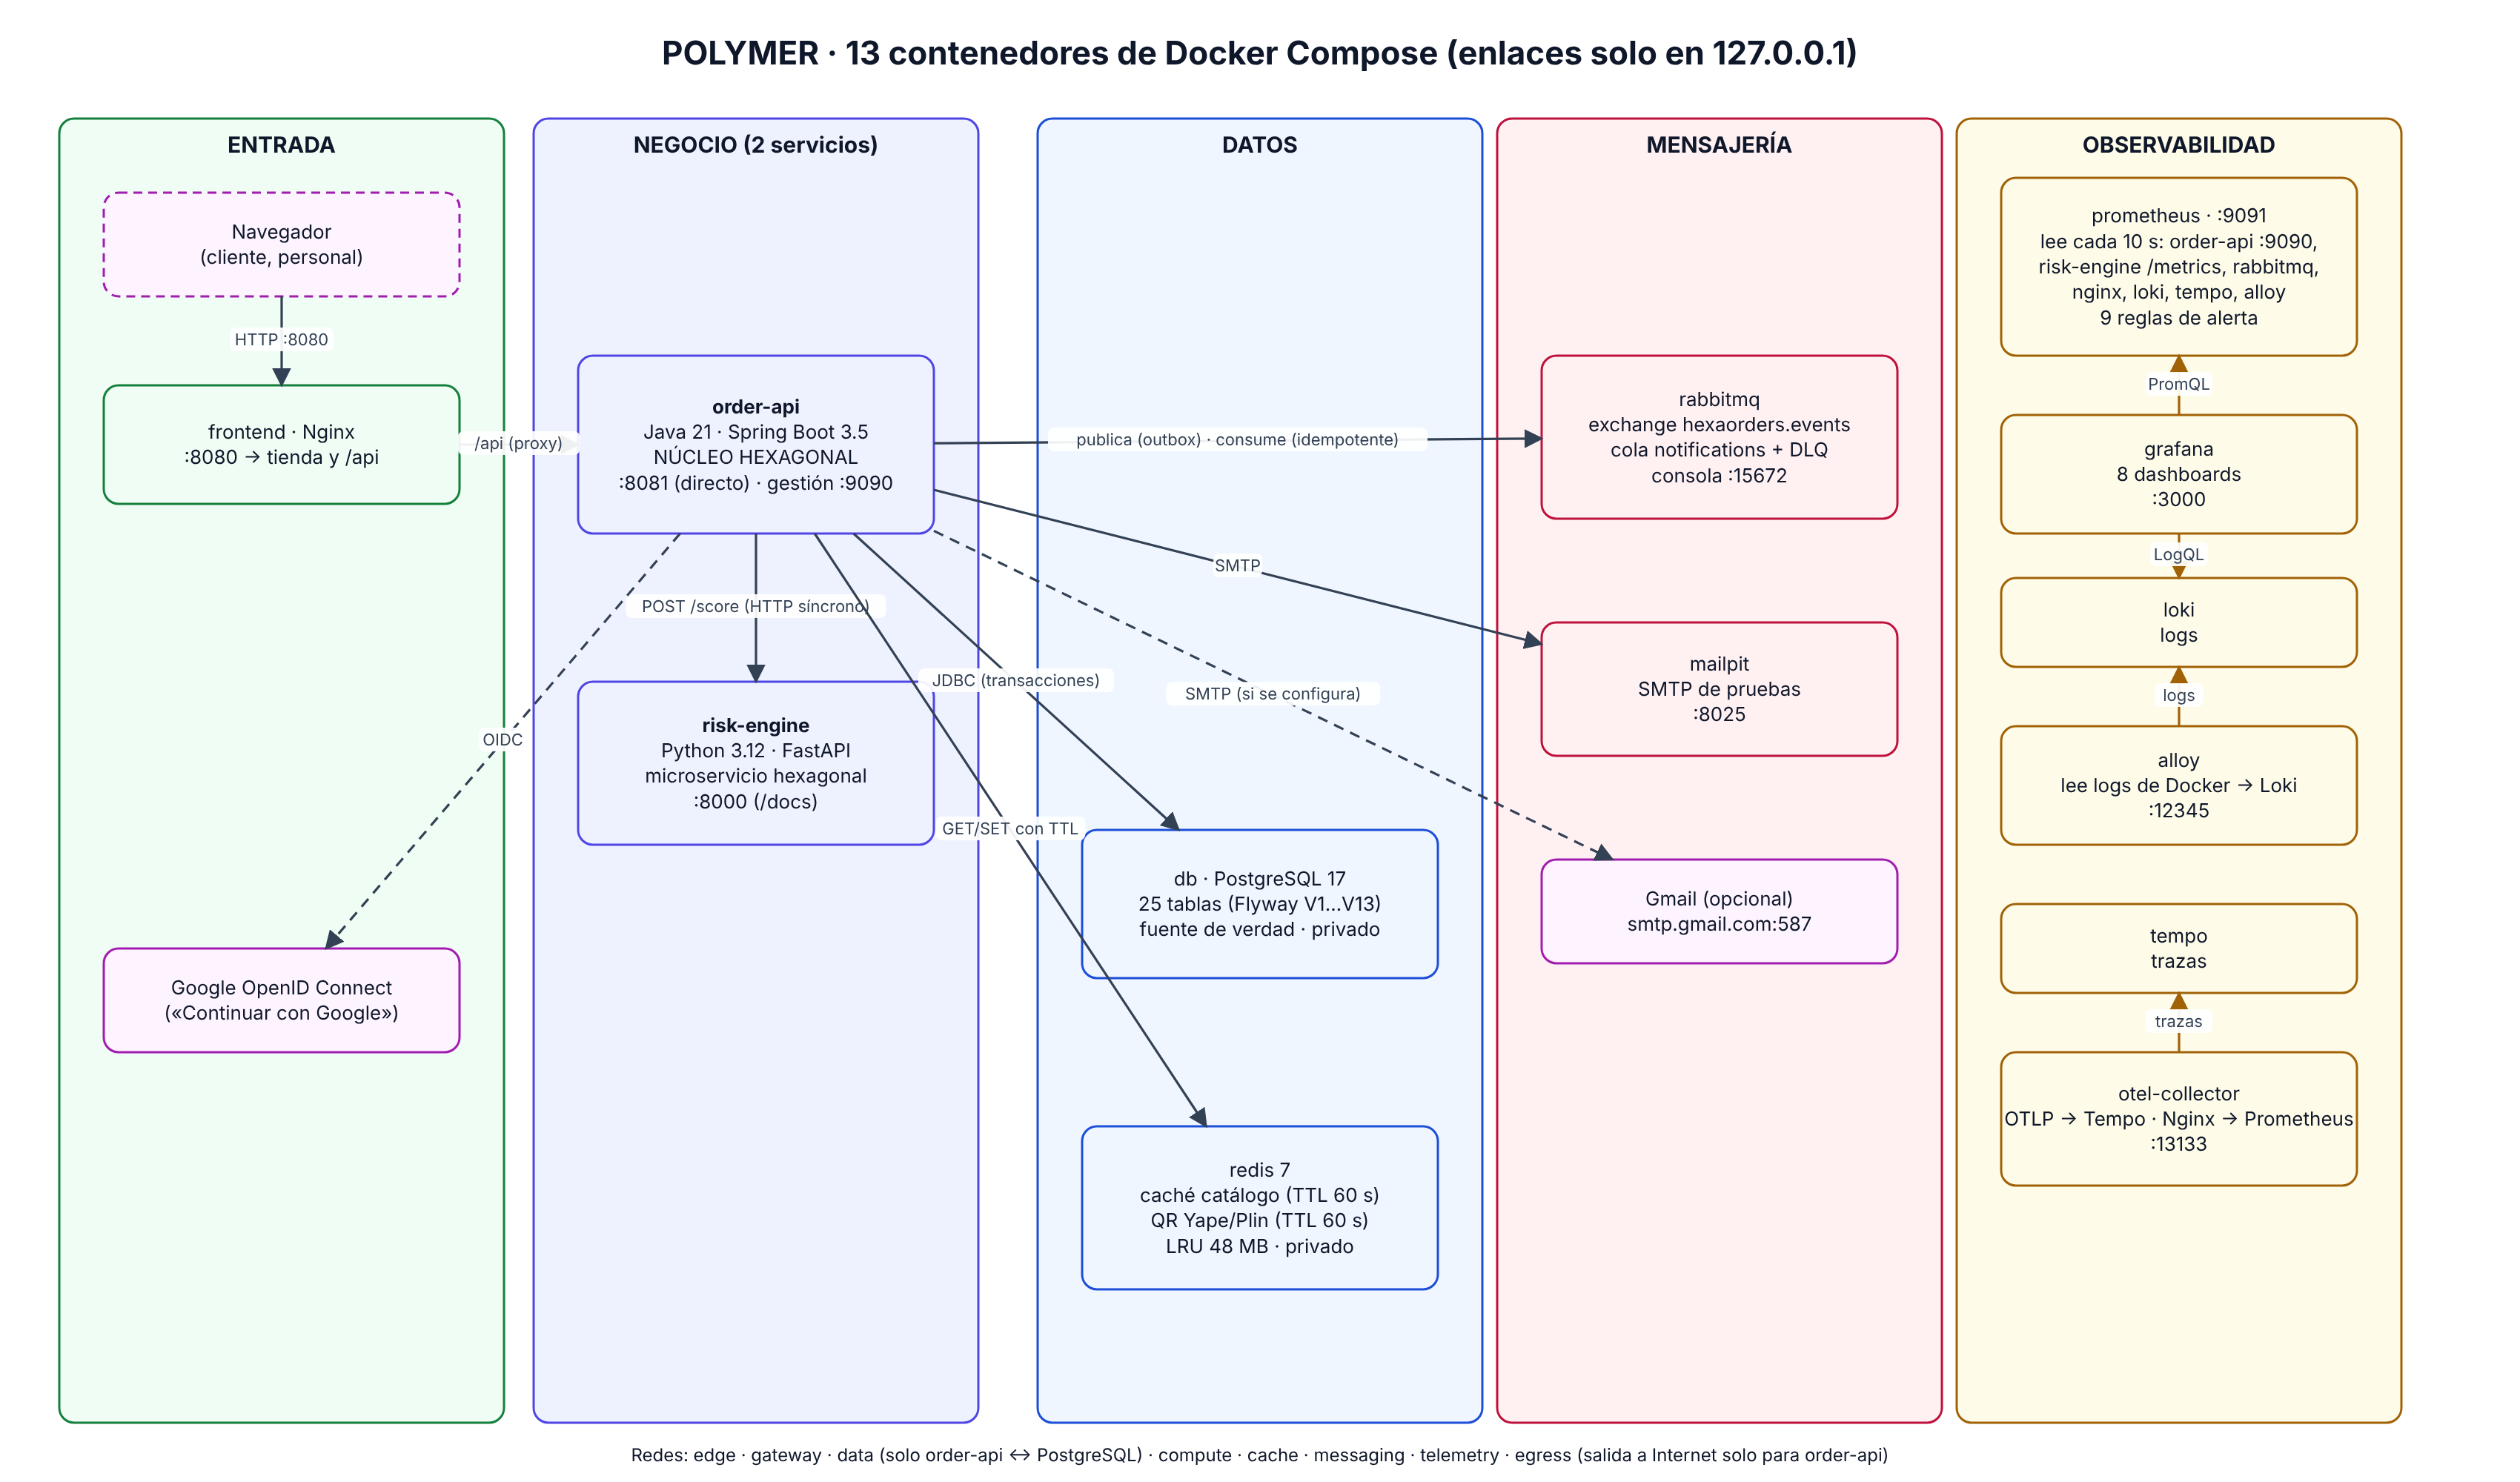 POLYMER · 13 contenedores de Docker Compose (enlaces solo en 127.0.0.1)
ENTRADA
Navegador
(cliente, personal)
HTTP :8080
frontend · Nginx
:8080 → tienda y /api
/api (proxy)
OIDC
Google OpenID Connect
(«Continuar con Google»)
NEGOCIO (2 servicios)
order-api
Java 21 · Spring Boot 3.5
NÚCLEO HEXAGONAL
:8081 (directo) · gestión :9090
POST /score (HTTP síncrono)
risk-engine
Python 3.12 · FastAPI
microservicio hexagonal
:8000 (/docs)
DATOS
publica (outbox) · consume (idempotente)
SMTP
JDBC (transacciones)
SMTP (si se configura)
GET/SET con TTL
db · PostgreSQL 17
25 tablas (Flyway V1…V13)
fuente de verdad · privado
redis 7
caché catálogo (TTL 60 s)
QR Yape/Plin (TTL 60 s)
LRU 48 MB · privado
MENSAJERÍA
rabbitmq
exchange hexaorders.events
cola notifications + DLQ
consola :15672
mailpit
SMTP de pruebas
:8025
Gmail (opcional)
smtp.gmail.com:587
OBSERVABILIDAD
prometheus · :9091
lee cada 10 s: order-api :9090,
risk-engine /metrics, rabbitmq,
nginx, loki, tempo, alloy
9 reglas de alerta
PromQL
grafana
8 dashboards
:3000
LogQL
loki
logs
logs
alloy
lee logs de Docker → Loki
:12345
tempo
trazas
trazas
otel-collector
OTLP → Tempo · Nginx → Prometheus
:13133
Redes: edge · gateway · data (solo order-api ↔ PostgreSQL) · compute · cache · messaging · telemetry · egress (salida a Internet solo para order-api)